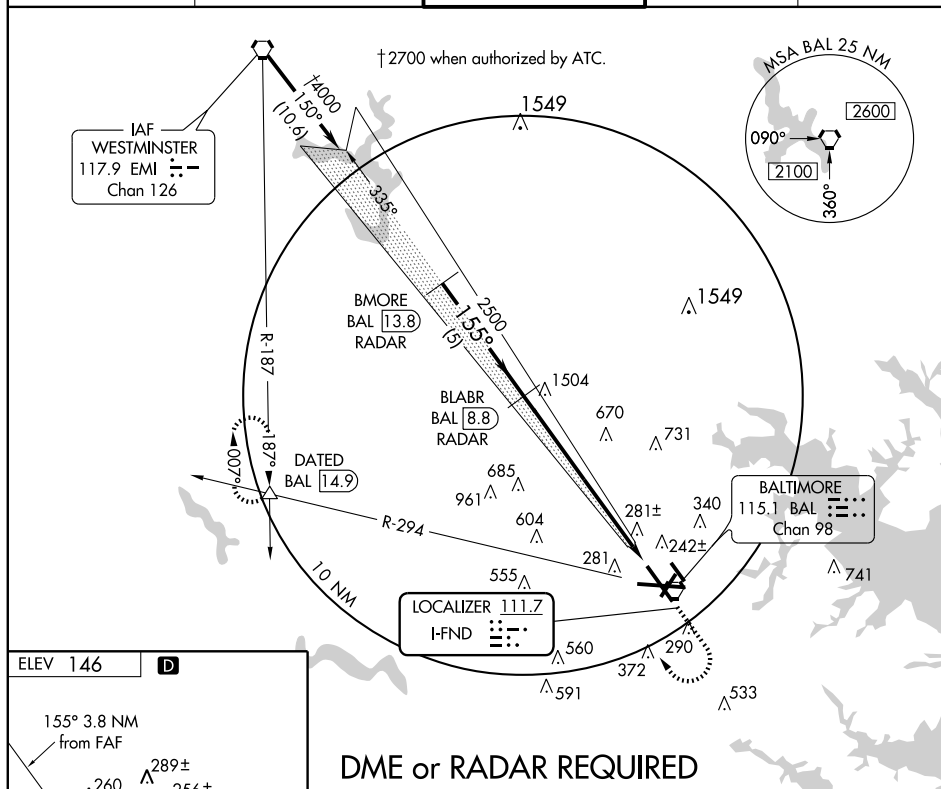 †2700 when authorized by ATC.
MSA BAL 25 NM
2600
090°
2100
360°
IAF
WESTMINSTER
117.9 EMI
Chan 126
†4000
150°
(10.6)
1549
335°
BMORE
BAL 13.8
RADAR
2500
155°
(5)
1549
R-187
BLABR
BAL 8.8
RADAR
1504
670
731
187°
007°
DATED
BAL 14.9
685
961
R-294
604
281±
340
242±
BALTIMORE
115.1 BAL
Chan 98
281
741
10 NM
555
LOCALIZER 111.7
I-FND
290
560
372
591
533
ELEV 146
D
155° 3.8 NM
from FAF
289±
260
256±
DME or RADAR REQUIRED